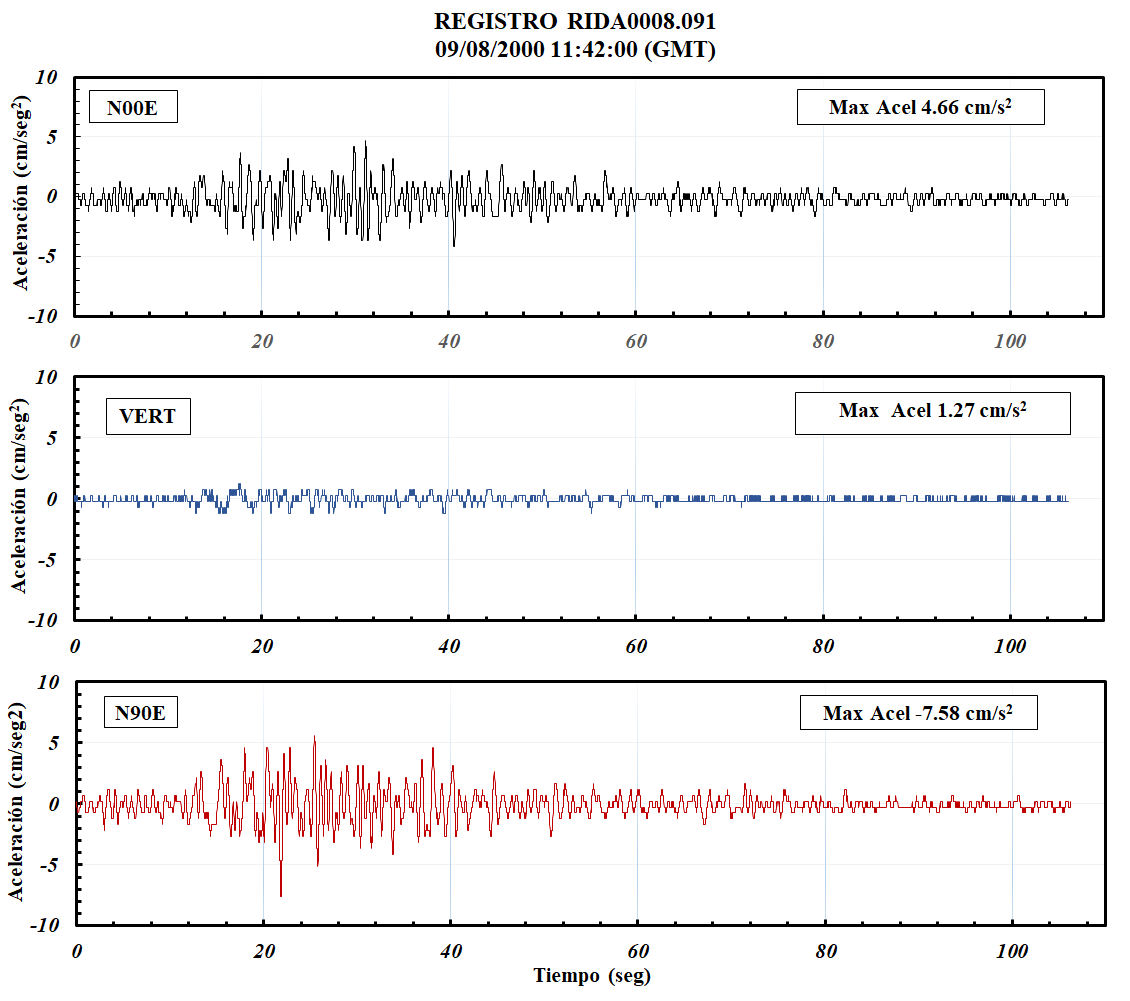 REGISTRO RIDA0008.091
09/08/2000 11:42:00 (GMT)
Aceleración (cm/seg²)
10
5
0
-5
-10
N00E
Max Acel 4.66 cm/s²
0 20 40 60 80 100
Aceleración (cm/seg²)
10
5
0
-5
-10
VERT
Max Acel 1.27 cm/s²
0 20 40 60 80 100
Aceleración (cm/seg2)
10
5
0
-5
-10
N90E
Max Acel -7.58 cm/s²
0 20 40 60 80 100
Tiempo (seg)